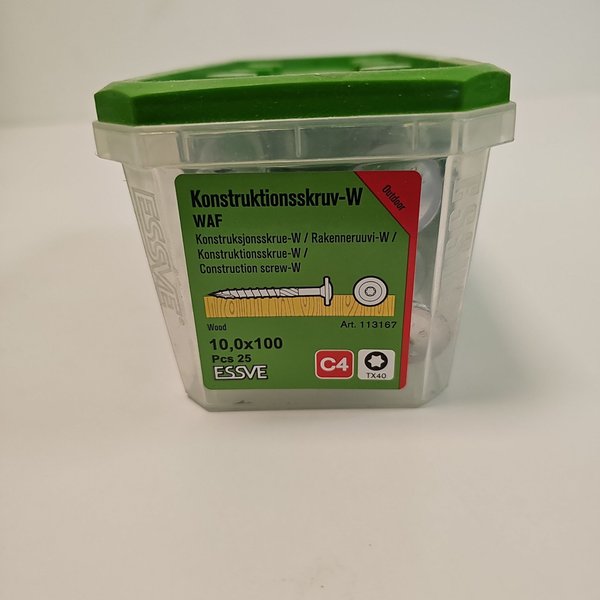 Konstruktionsskruv-W
Outdoor
WAF
Konstruksjonsskrue-W / Rakenneruuvi-W /
Konstruktionsskrue-W /
Construction screw-W
Wood
Art. 113167
10,0x100
Pcs 25
ESSVE
C4
TX40
ESSVE